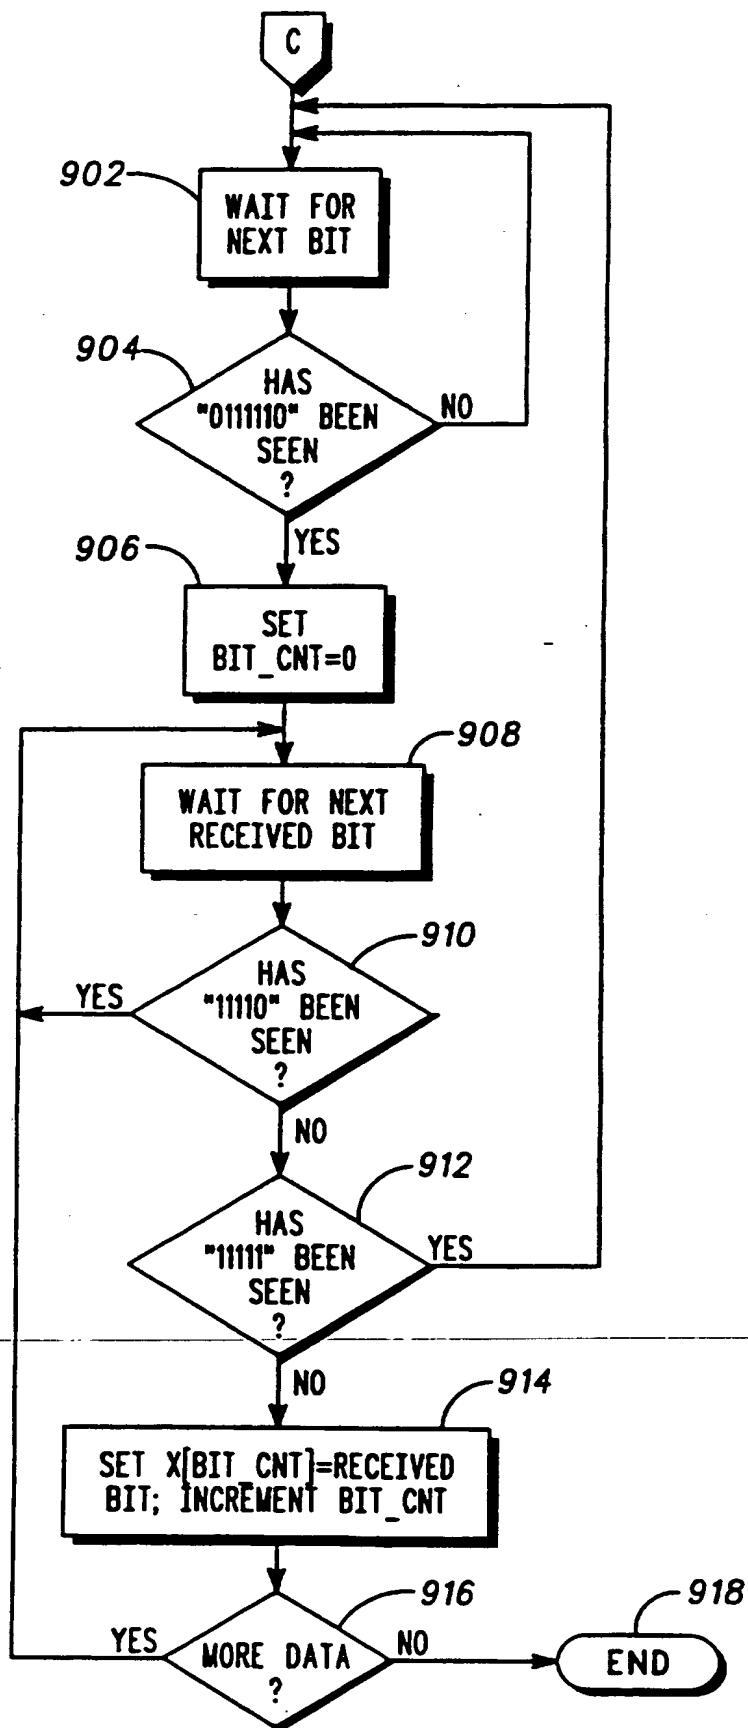 C
902
WAIT FOR
NEXT BIT
904
HAS
"0111110" BEEN
SEEN
?
NO
YES
906
SET
BIT_CNT=0
908
WAIT FOR NEXT
RECEIVED BIT
910
HAS
"11110" BEEN
SEEN
?
YES
NO
912
HAS
"11111" BEEN
SEEN
?
YES
NO
914
SET X[BIT_CNT]=RECEIVED
BIT; INCREMENT BIT_CNT
916
MORE DATA
?
YES
NO
918
END